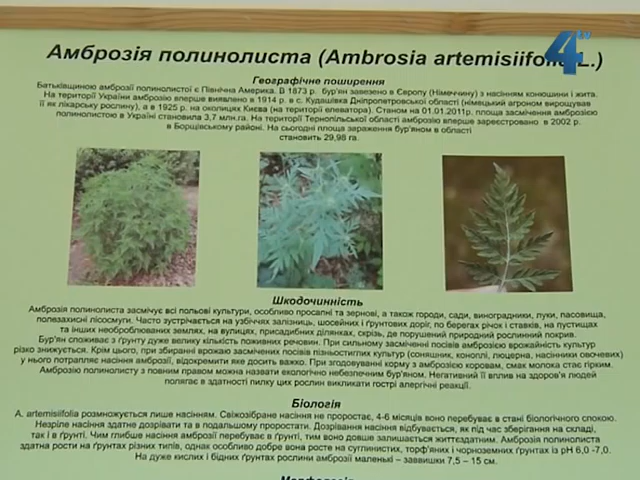 4 TV
Амброзія полинолиста (Ambrosia artemisiifolia L.)
Географічне поширення
Батьківщиною амброзії полинолистої є Північна Америка. В 1873 р. бур'ян завезено в Європу (Німеччину) з насінням конюшини і жита.
На території України амброзію вперше виявлено в 1914 р. в с. Кудашівка Дніпропетровської області (німецький агроном вирощував
її як лікарську рослину), а в 1925 р. на околицях Києва (на території елеватора). Станом на 01.01.2011р. площа засмічення амброзією
полинолистою в Україні становила 3,7 млн.га. На території Тернопільської області амброзію вперше зареєстровано в 2002 р.
в Борщівському районі. На сьогодні площа зараження бур'яном в області
становить 29,98 га.
Шкодочинність
Амброзія полинолиста засмічує всі польові культури, особливо просапні та зернові, а також городи, сади, виноградники, луки, пасовища,
полезахисні лісосмуги. Часто зустрічається на узбіччях залізниць, шосейних і ґрунтових доріг, по берегах річок і ставків, на пустищах
та інших необроблюваних землях, на вулицях, присадибних ділянках, скрізь, де порушений природний рослинний покрив.
Бур'ян споживає з ґрунту дуже велику кількість поживних речовин. При сильному засміченні посівів амброзією врожайність культур
різко знижується. Крім цього, при збиранні врожаю засмічених посівів пізньостиглих культур (соняшник, коноплі, люцерна, насінники овочевих)
у нього потрапляє насіння амброзії, відокремити яке досить важко. При згодовуванні корму з амброзією коровам, смак молока стає гірким.
Амброзію полинолисту з повним правом можна назвати екологічно небезпечним бур'яном. Негативний її вплив на здоров'я людей
полягає в здатності пилку цих рослин викликати гострі алергічні реакції.
Біологія
A. artemisiifolia розмножується лише насінням. Свіжозібране насіння не проростає, 4-6 місяців воно перебуває в стані біологічного спокою.
Незріле насіння здатне дозрівати та в подальшому проростати. Дозрівання насіння відбувається, як під час зберігання на складі,
так і в ґрунті. Чим глибше насіння амброзії перебуває в ґрунті, тим воно довше залишається життєздатним. Амброзія полинолиста
здатна рости на ґрунтах різних типів, однак особливо добре вона росте на суглинистих, торф'яних і чорноземних ґрунтах із pH 6,0 -7,0.
На дуже кислих і бідних ґрунтах рослини амброзії маленькі – заввишки 7,5 – 15 см.
Морфологія